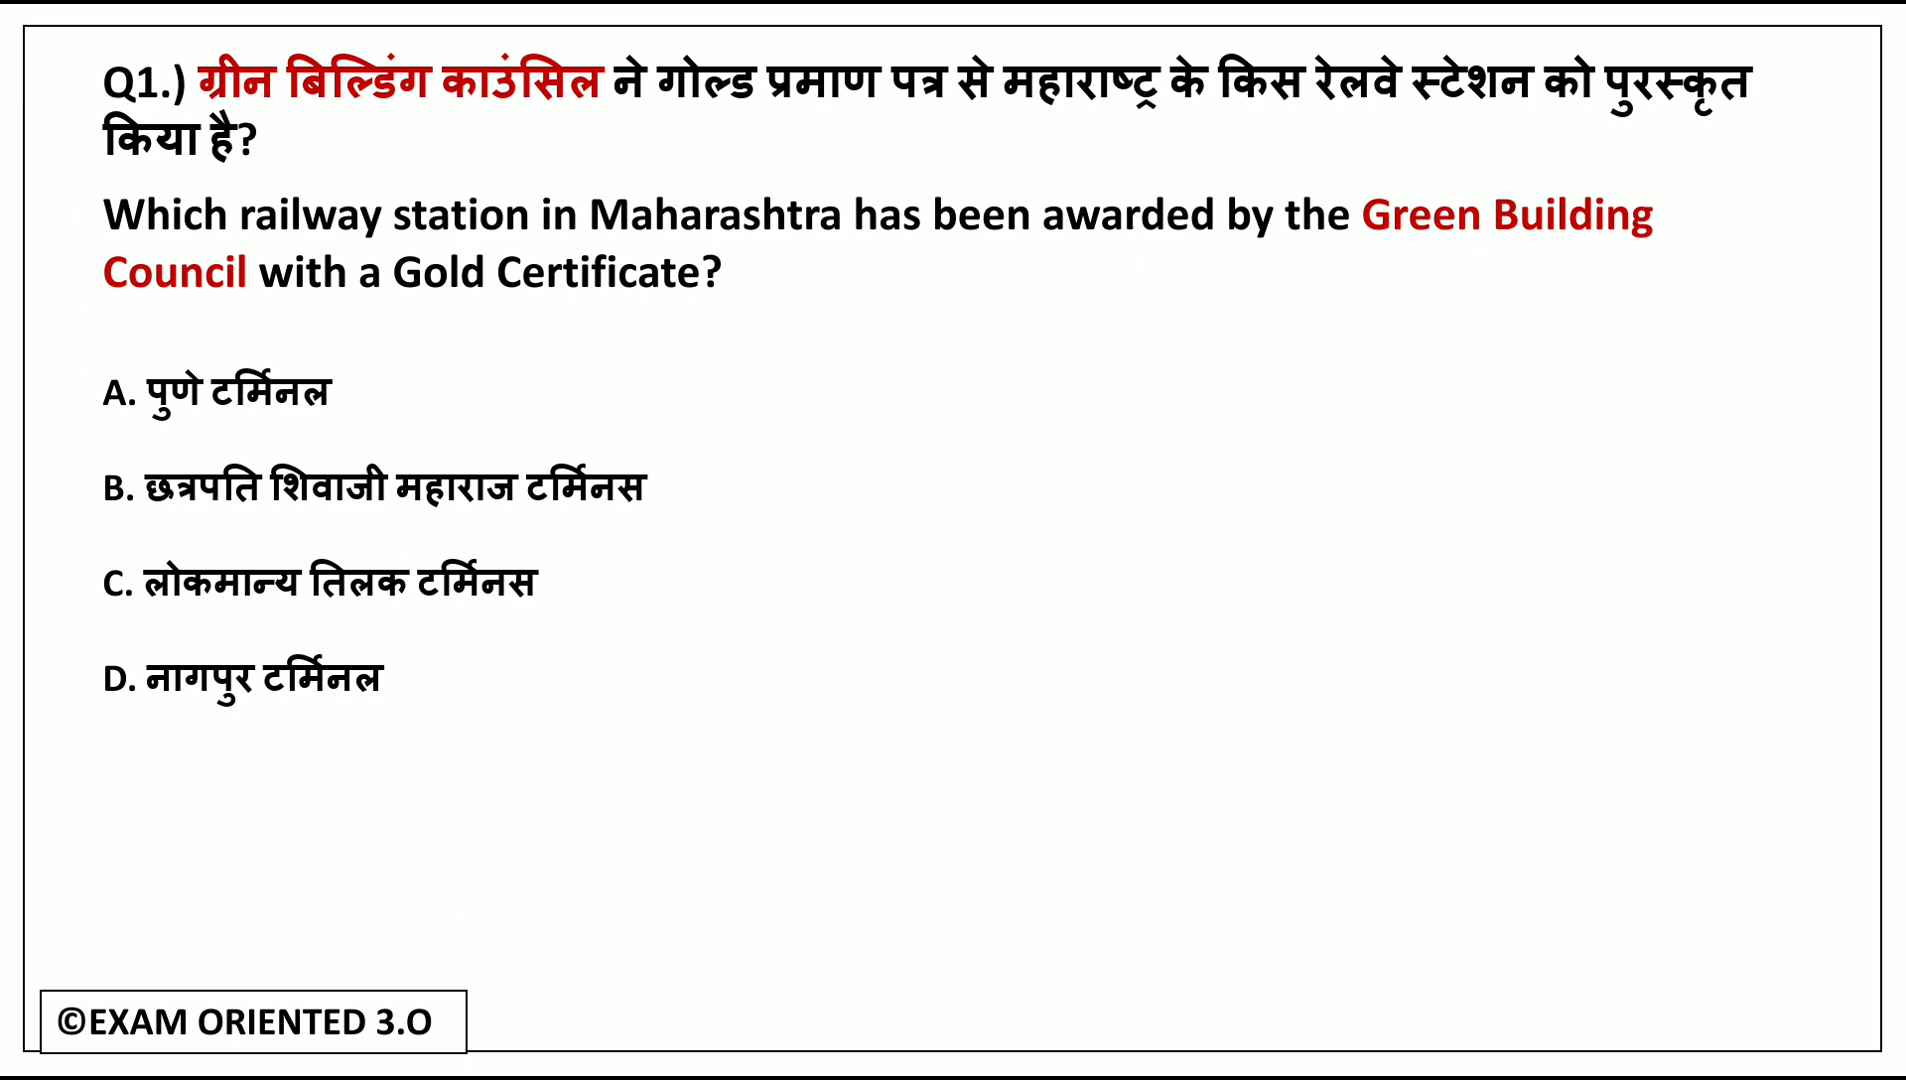 Q1.) ग्रीन बिल्डिंग काउंसिल ने गोल्ड प्रमाण पत्र से महाराष्ट्र के किस रेलवे स्टेशन को पुरस्कृत
किया है?
Which railway station in Maharashtra has been awarded by the Green Building
Council with a Gold Certificate?
A. पुणे टर्मिनल
B. छत्रपति शिवाजी महाराज टर्मिनस
C. लोकमान्य तिलक टर्मिनस
D. नागपुर टर्मिनल
©EXAM ORIENTED 3.O